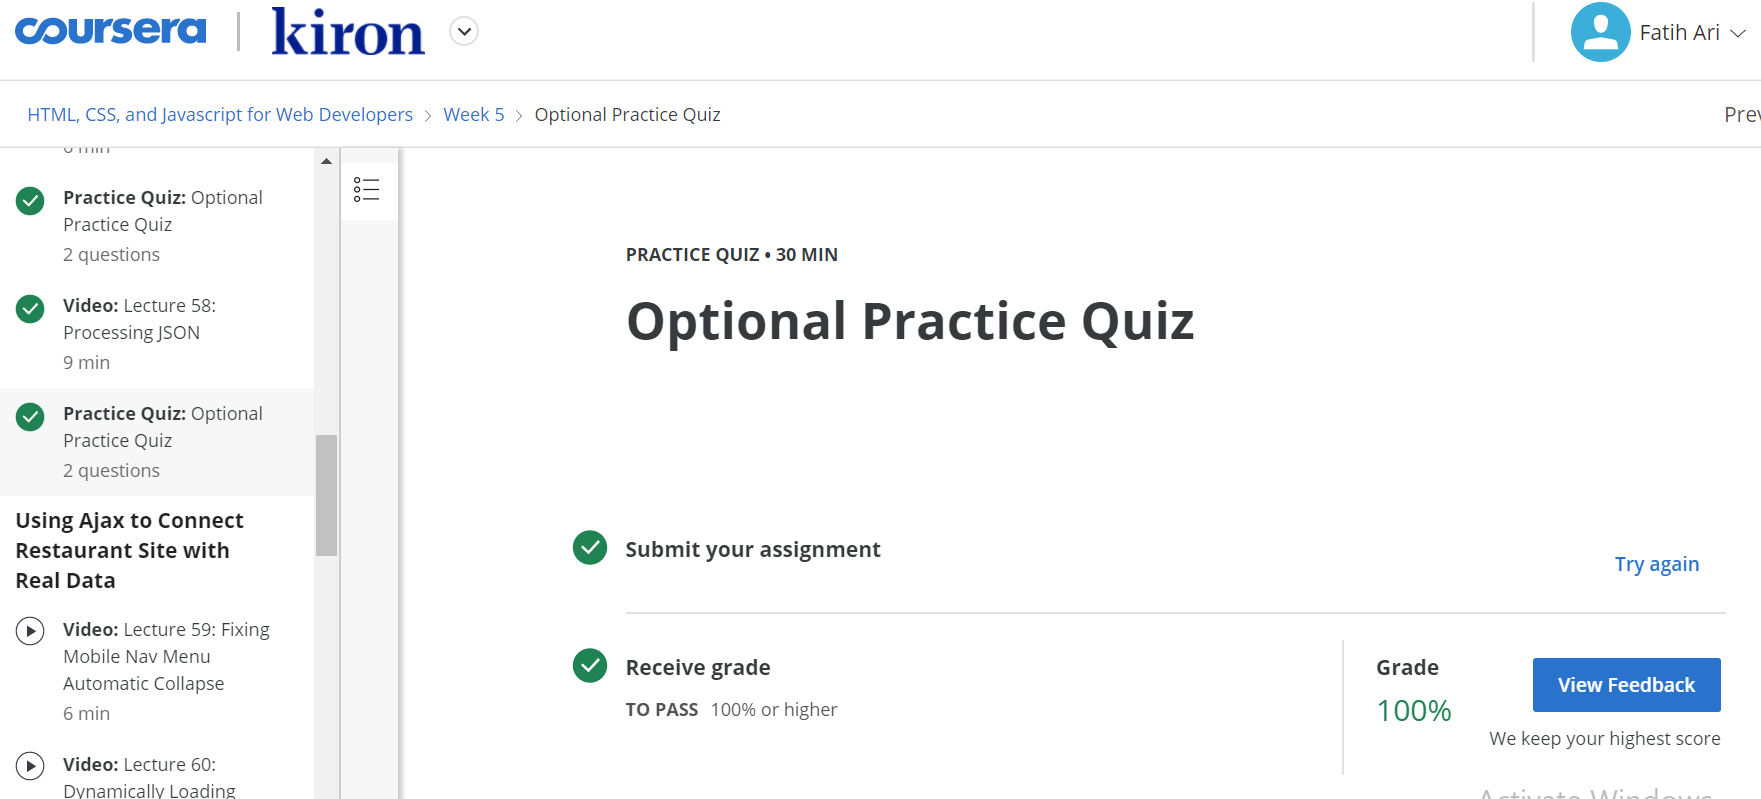 coursera
kiron
Fatih Ari
HTML, CSS, and Javascript for Web Developers
Week 5
Optional Practice Quiz
6 min
Practice Quiz: Optional
Practice Quiz
2 questions
Video: Lecture 58:
Processing JSON
9 min
Practice Quiz: Optional
Practice Quiz
2 questions
Using Ajax to Connect
Restaurant Site with
Real Data
Video: Lecture 59: Fixing
Mobile Nav Menu
Automatic Collapse
6 min
Video: Lecture 60:
Dynamically Loading
PRACTICE QUIZ • 30 MIN
Optional Practice Quiz
Submit your assignment
Try again
Receive grade
TO PASS 100% or higher
Grade
100%
View Feedback
We keep your highest score
Activate Windows